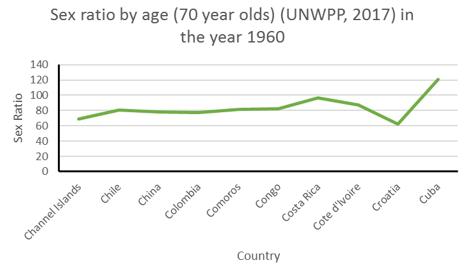 Sex ratio by age (70 year olds) (UNWPP, 2017) in
the year 1960
140
120
100
80
60
40
20
0
Sex Ratio
Channel Islands
Chile
China
Colombia
Comoros
Congo
Costa Rica
Cote d'Ivoire
Croatia
Cuba
Country